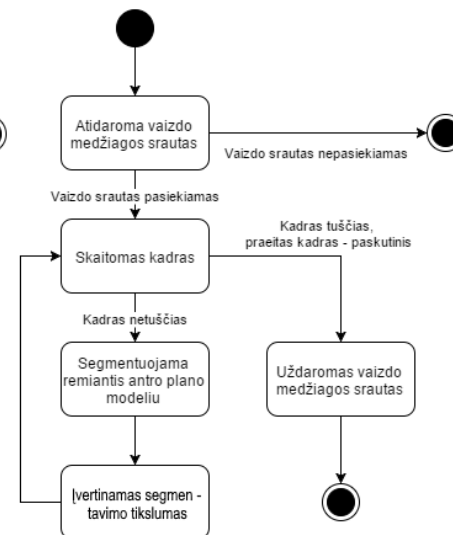 Atidaroma vaizdo
medžiagos srautas
Vaizdo srautas nepasiekiamas
Vaizdo srautas pasiekiamas
Skaitomas kadras
Kadras tuščias,
praeitas kadras - paskutinis
Kadras netuščias
Segmentuojama
remiantis antro plano
modeliu
Uždaromas vaizdo
medžiagos srautas
Įvertinamas segmen -
tavimo tikslumas